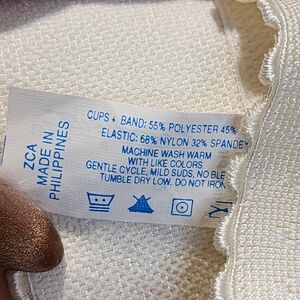 CUPS + BAND: 55% POLYESTER 45%
ELASTIC: 68% NYLON 32% SPANDE
MACHINE WASH WARM
WITH LIKE COLORS
GENTLE CYCLE, MILD SUDS, NO BLE
TUMBLE DRY LOW. DO NOT IRON
ZCA
MADE IN
PHILIPPINES